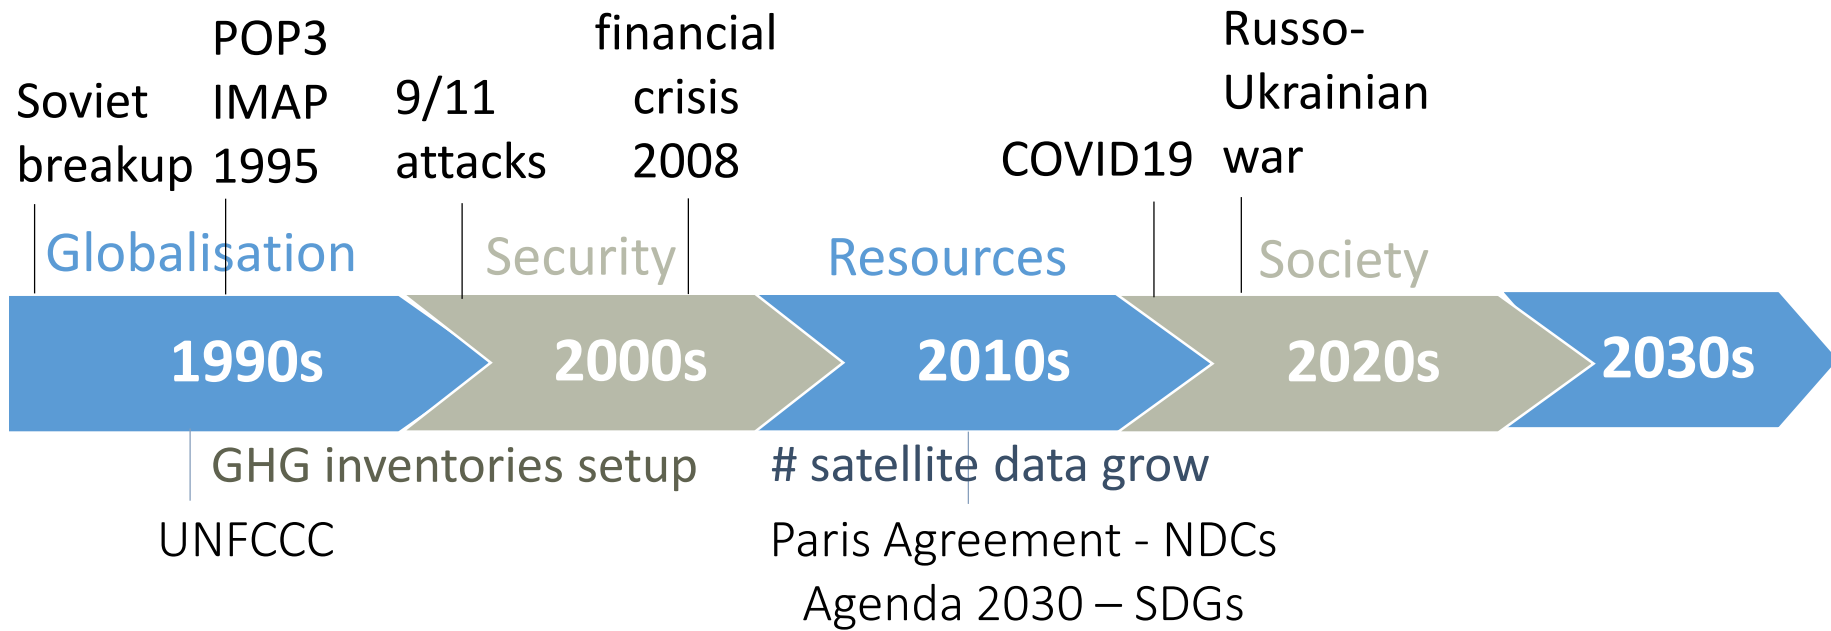 Soviet
breakup
POP3
IMAP
1995
9/11
attacks
financial
crisis
2008
COVID19
Russo-
Ukrainian
war
Globalisation
Security
Resources
Society
1990s
2000s
2010s
2020s
2030s
GHG inventories setup
# satellite data grow
UNFCCC
Paris Agreement - NDCs
Agenda 2030 – SDGs